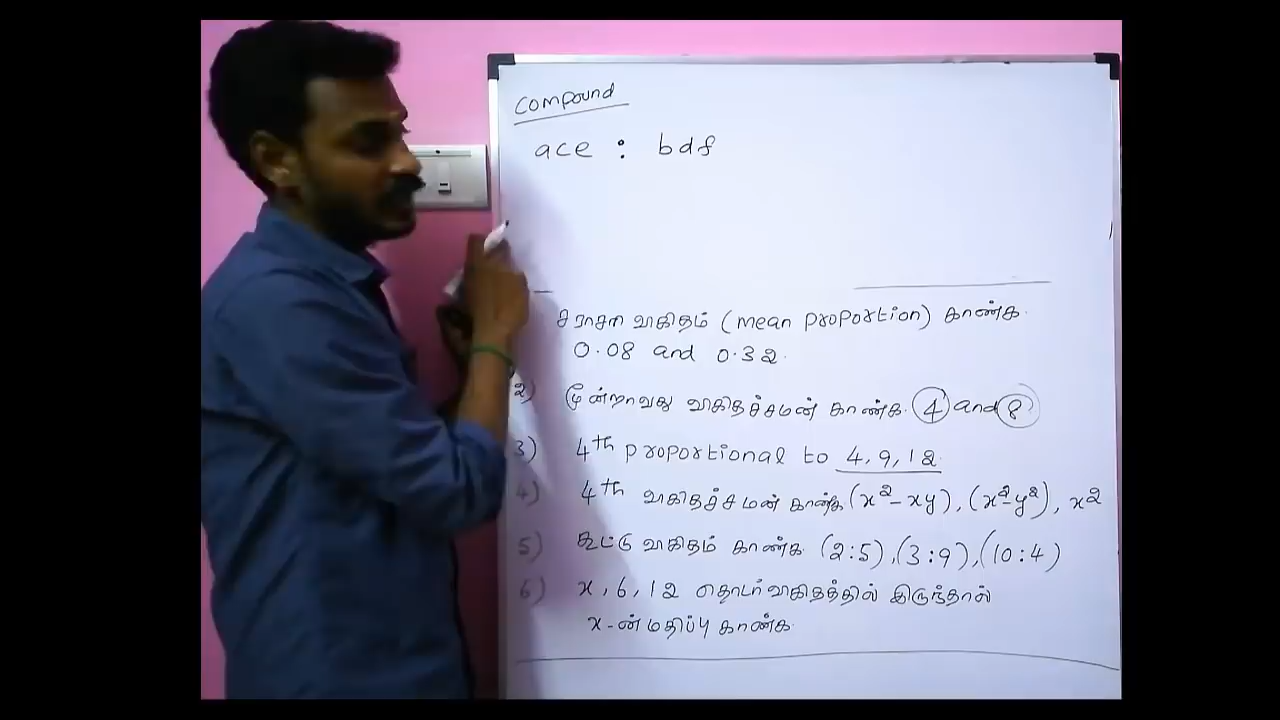 compound
ace : bdf
சராசரி வாகிதம் (mean proportion) காண்க.
0.08 and 0.32.
2) மூன்றாவது வாகிதச்சமன் காண்க. 4 and 8
3) 4th proportional to 4, 9, 12.
4) 4th வாகிதச்சமன் காண்க (x²-xy), (x²-y²), x²
5) கூட்டு வாகிதம் காண்க. (2:5), (3:9), (10:4)
6) x, 6, 12 தொடர் வாகிதத்தில் இருந்தால்
x-ன் மதிப்பு காண்க.